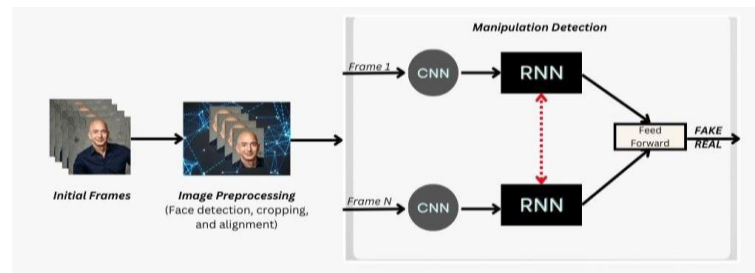 Manipulation Detection
Frame 1
CNN
RNN
Feed
Forward
FAKE
REAL
Initial Frames
Image Preprocessing
(Face detection, cropping,
and alignment)
Frame N
CNN
RNN